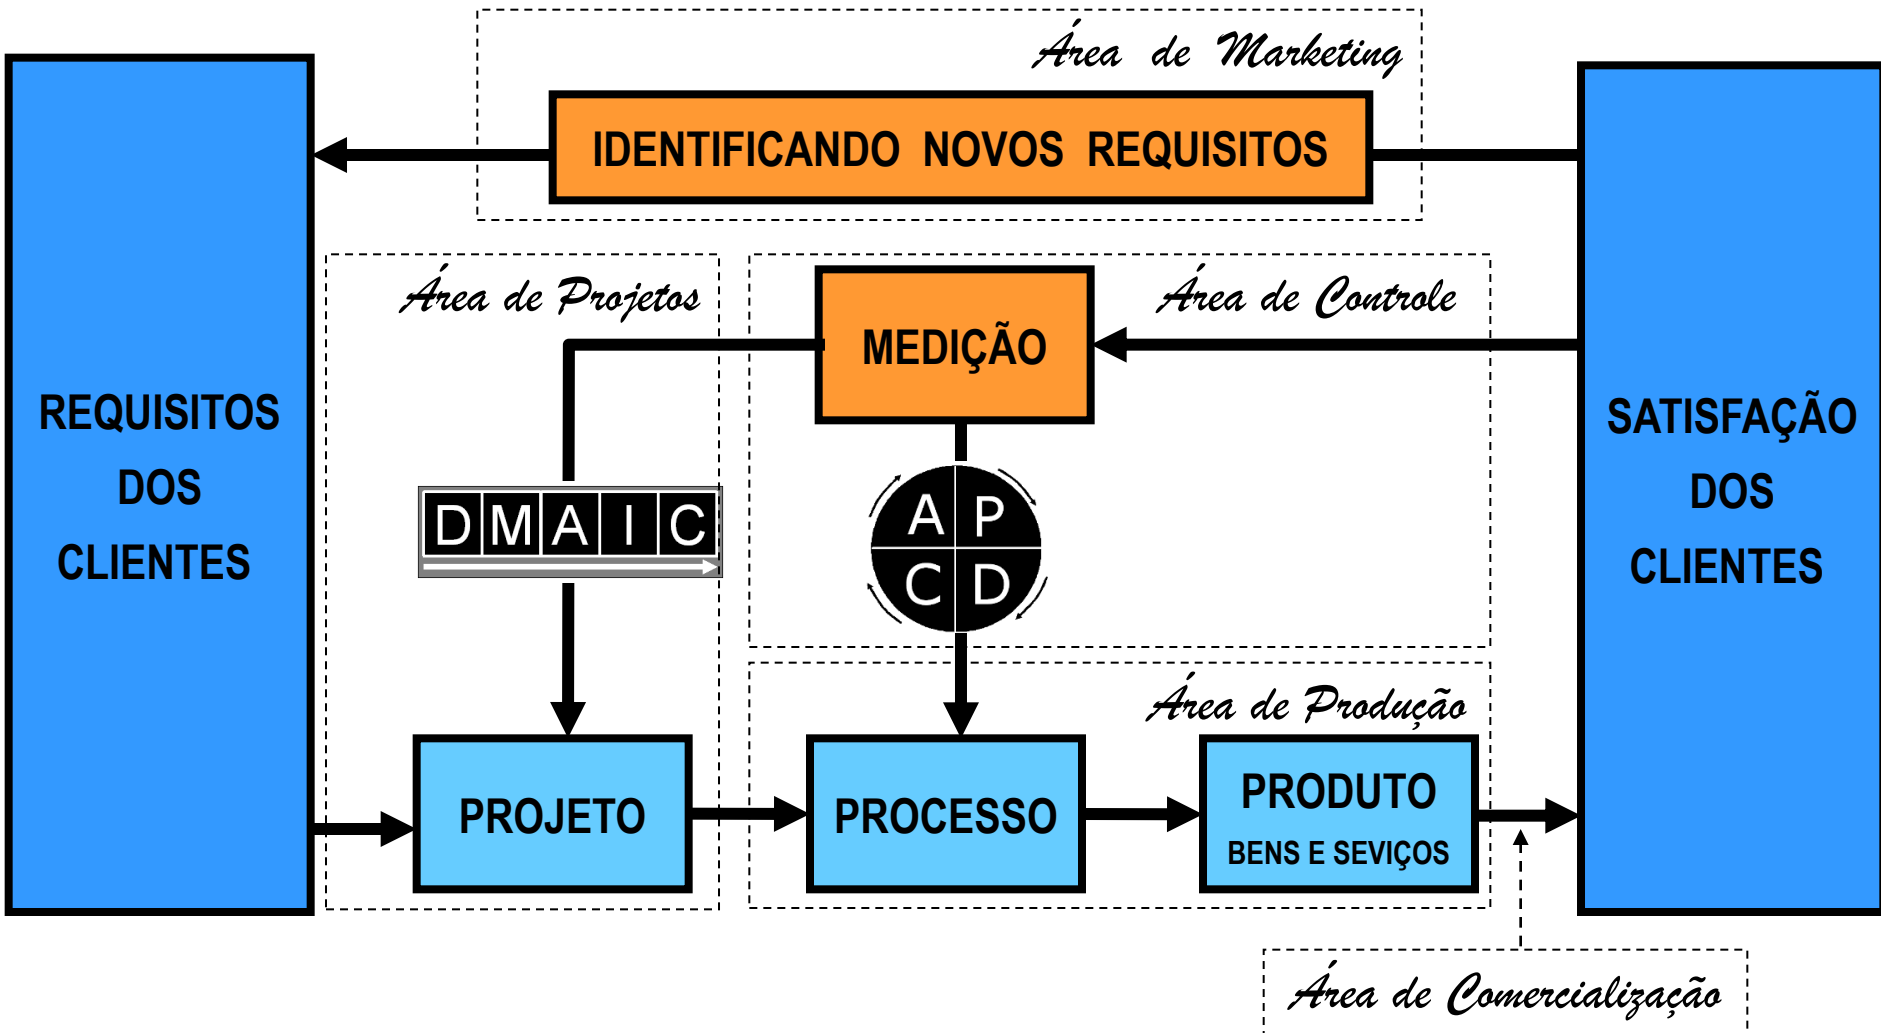 Área de Marketing
IDENTIFICANDO NOVOS REQUISITOS
REQUISITOS
DOS
CLIENTES
Área de Projetos
Área de Controle
MEDIÇÃO
SATISFAÇÃO
DOS
CLIENTES
D M A I C
A P
C D
Área de Produção
PROJETO
PROCESSO
PRODUTO
BENS E SEVIÇOS
Área de Comercialização